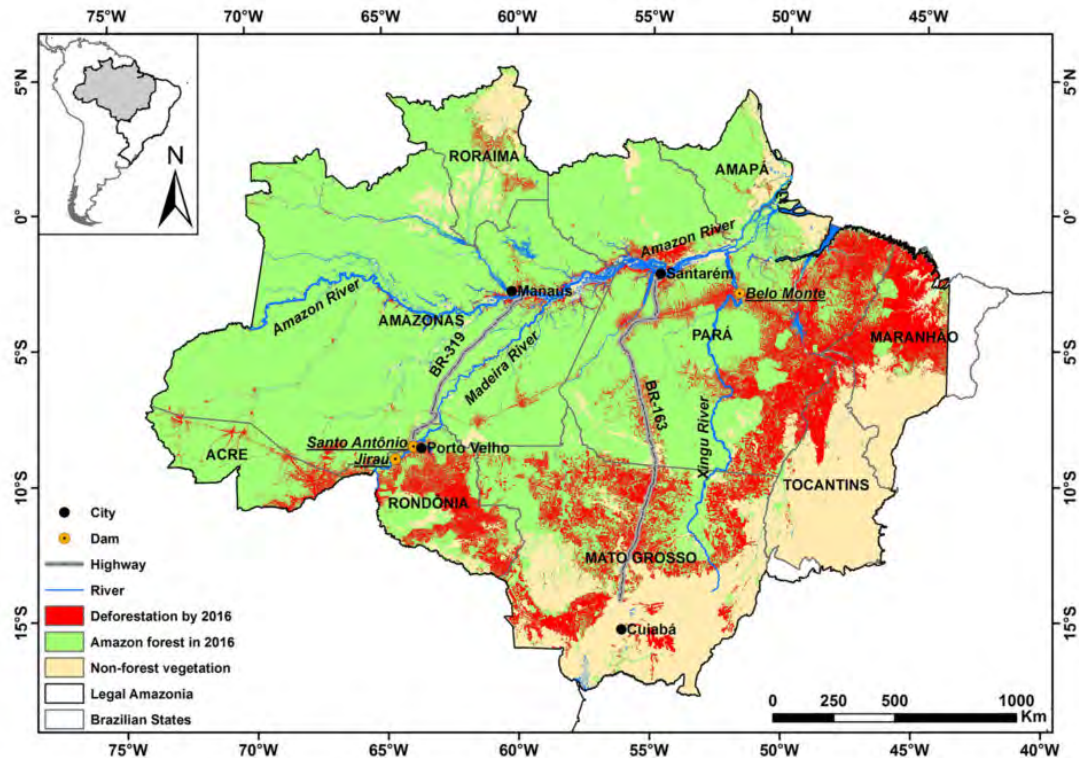 75°W 70°W 65°W 60°W 55°W 50°W 45°W
5°N
5°N
N
RORAIMA
AMAPÁ
0°
0°
Amazon River
Santarém
Manaus
Belo Monte
Amazon River
AMAZONAS
PARÁ
MARANHÃO
5°S
5°S
BR-319
Madeira River
BR-163
Xingu River
Santo Antônio
Porto Velho
Jirau
ACRE
TOCANTINS
10°S
10°S
RONDÔNIA
City
Dam
MATO GROSSO
Highway
River
Deforestation by 2016
15°S
15°S
Cuiabá
Amazon forest in 2016
Non-forest vegetation
Legal Amazonia
0 250 500 1000
Km
Brazilian States
75°W 70°W 65°W 60°W 55°W 50°W 45°W 40°W